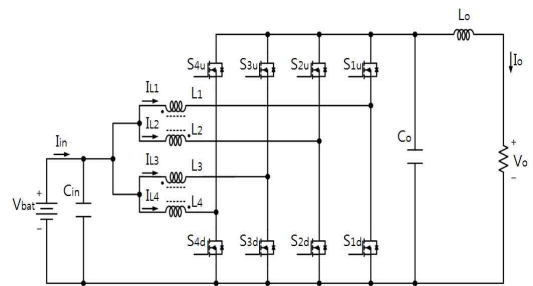 Lo
S4u S3u S2u S1u
Io
IL1 L1
IL2 L2
Iin
IL3 L3
Co
+
Vo
−
IL4 L4
Vbat + −
Cin
S4d S3d S2d S1d